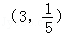 (3, 1/5)